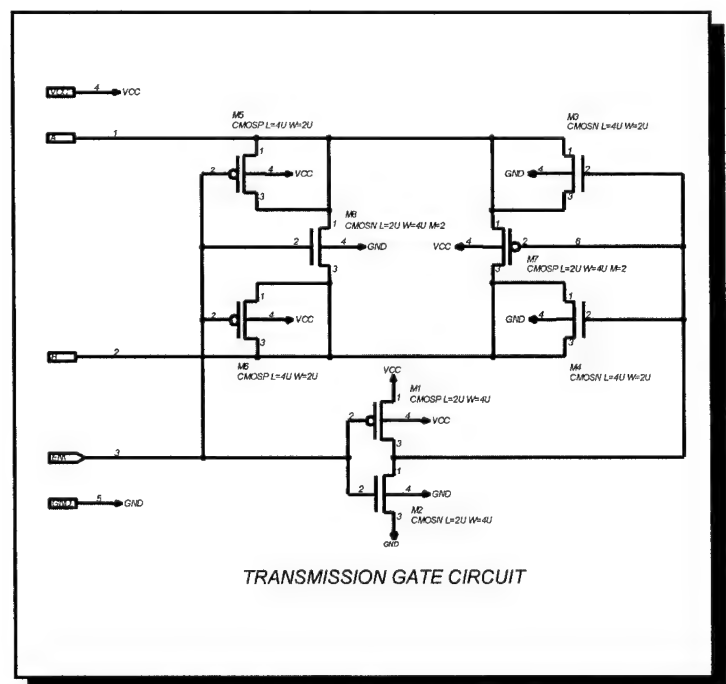 4 VCC
A 1
M5
CMOSP L=4U W=2U
M3
CMOSN L=4U W=2U
1
2 4 VCC
3
1
GND 4 2
3
M8
CMOSN L=2U W=4U M=2
1
2 4 GND
3
1
VCC 4 2 6
3
M7
CMOSP L=2U W=4U M=2
1
2 4 VCC
3
1
GND 4 2
3
2
M6
CMOSP L=4U W=2U
M4
CMOSN L=4U W=2U
VCC
M1
CMOSP L=2U W=4U
1
2 4 VCC
3
3
1
2 4 GND
3
M2
CMOSN L=2U W=4U
GND
5 GND
TRANSMISSION GATE CIRCUIT